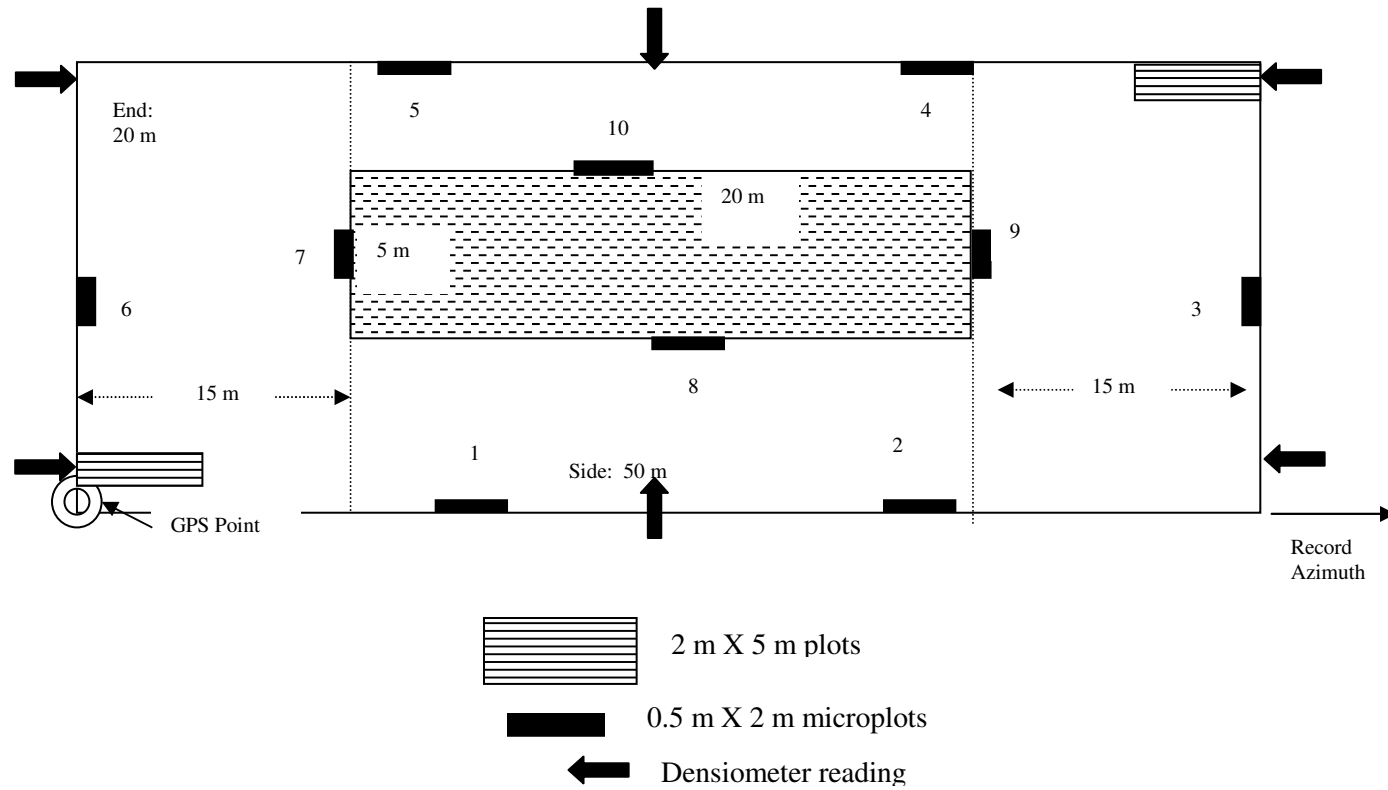 End:
20 m
5
4
10
20 m
9
7
5 m
6
3
15 m
15 m
8
1
2
Side: 50 m
GPS Point
Record
Azimuth
2 m X 5 m plots
0.5 m X 2 m microplots
Densiometer reading